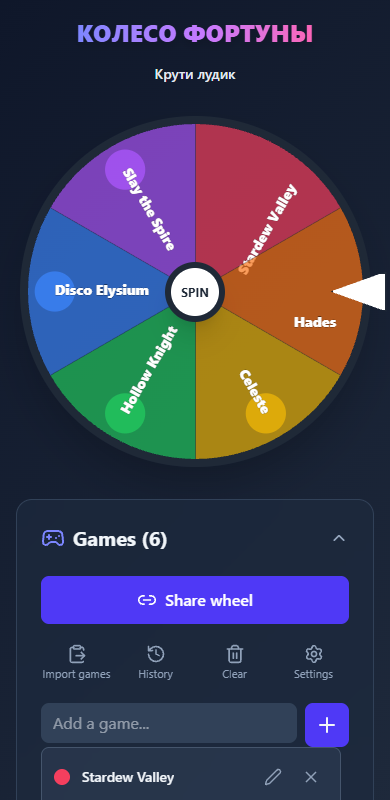 КОЛЕСО ФОРТУНЫ
Крути лудик
Slay the Spire
Stardew Valley
Disco Elysium
SPIN
Hades
Hollow Knight
Celeste
Games (6)
Share wheel
Import games
History
Clear
Settings
Add a game...
Stardew Valley